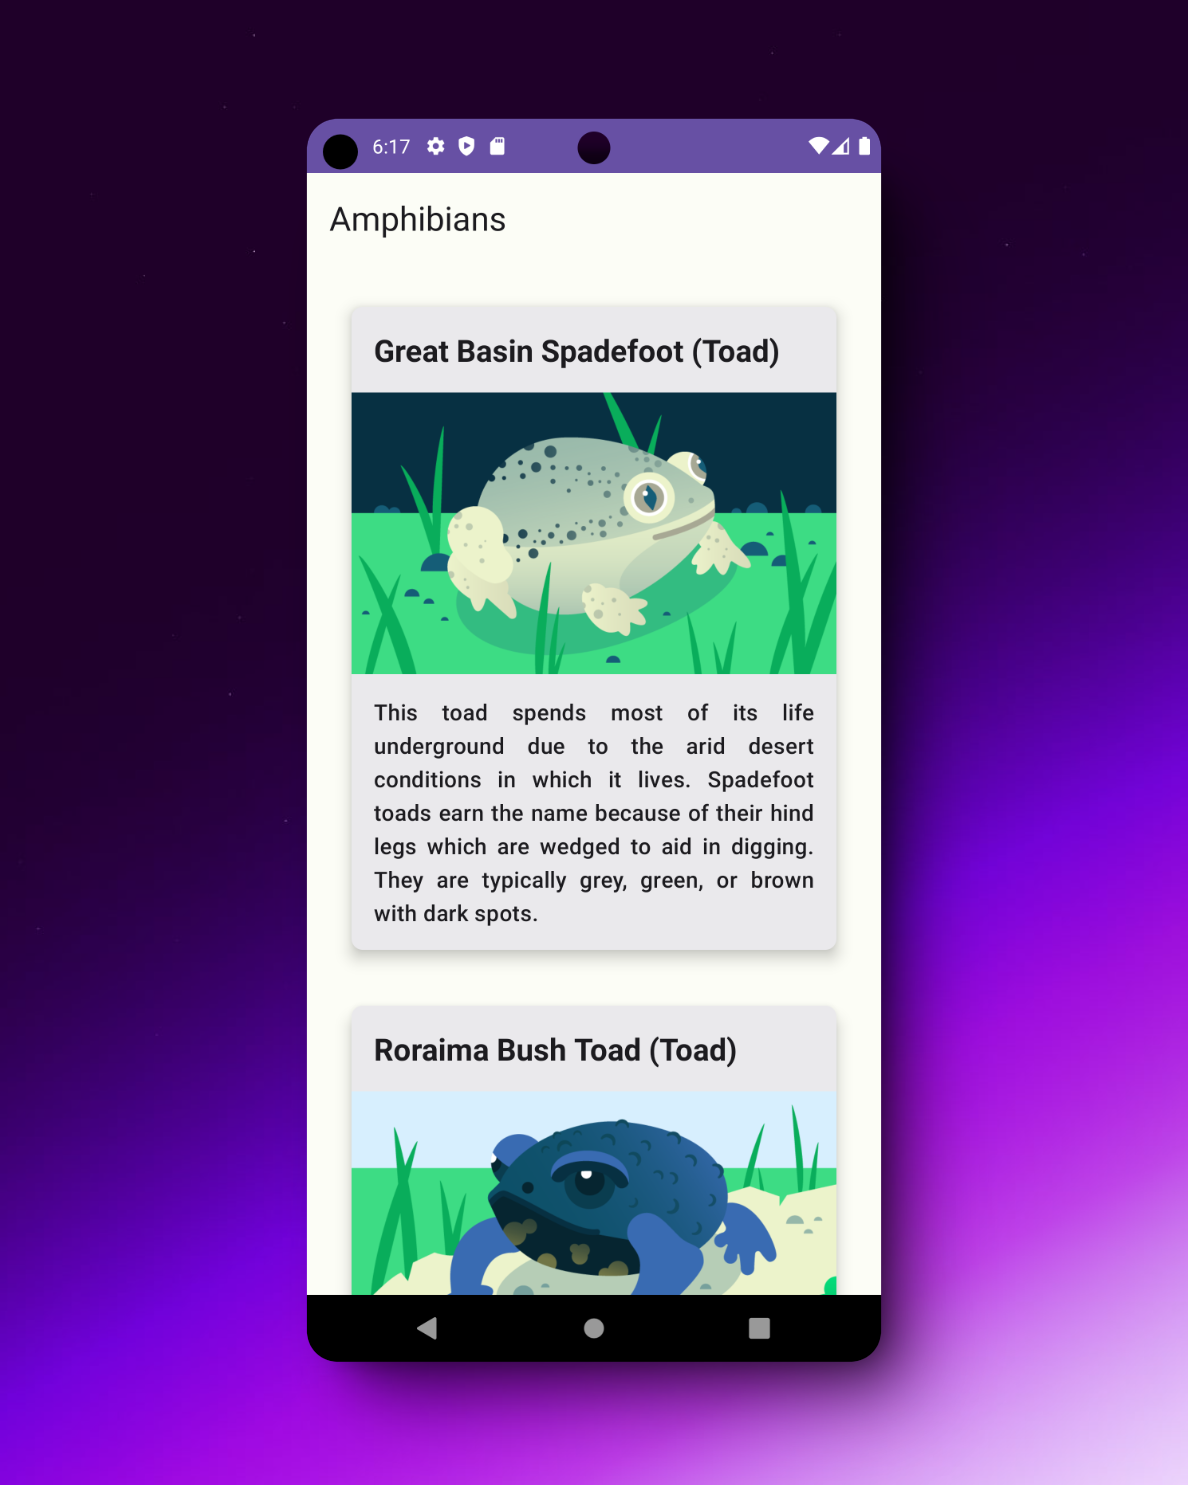 6:17
Amphibians
Great Basin Spadefoot (Toad)
This toad spends most of its life
underground due to the arid desert
conditions in which it lives. Spadefoot
toads earn the name because of their hind
legs which are wedged to aid in digging.
They are typically grey, green, or brown
with dark spots.
Roraima Bush Toad (Toad)